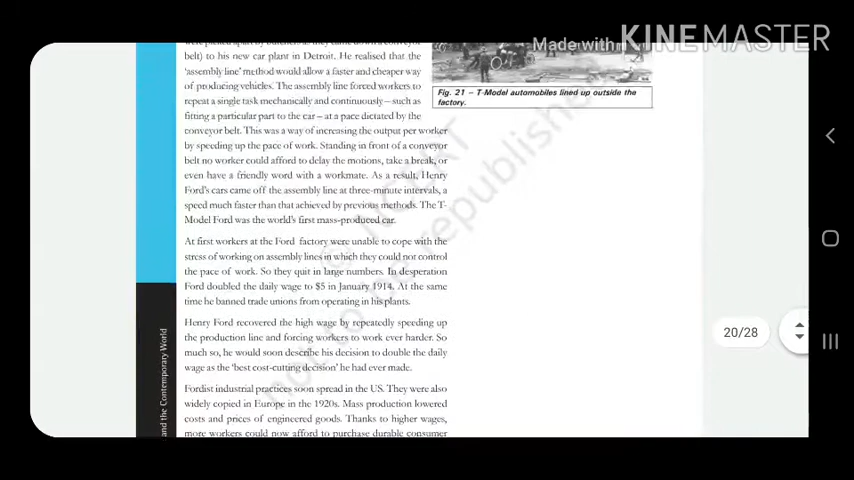 Made with KINEMASTER
were picked apart by butchers as they came down a conveyor
belt) to his new car plant in Detroit. He realised that the
'assembly line' method would allow a faster and cheaper way
of producing vehicles. The assembly line forced workers to
repeat a single task mechanically and continuously – such as
fitting a particular part to the car – at a pace dictated by the
conveyor belt. This was a way of increasing the output per worker
by speeding up the pace of work. Standing in front of a conveyor
belt no worker could afford to delay the motions, take a break, or
even have a friendly word with a workmate. As a result, Henry
Ford's cars came off the assembly line at three-minute intervals, a
speed much faster than that achieved by previous methods. The T-
Model Ford was the world's first mass-produced car.
At first workers at the Ford factory were unable to cope with the
stress of working on assembly lines in which they could not control
the pace of work. So they quit in large numbers. In desperation
Ford doubled the daily wage to $5 in January 1914. At the same
time he banned trade unions from operating in his plants.
Henry Ford recovered the high wage by repeatedly speeding up
the production line and forcing workers to work ever harder. So
much so, he would soon describe his decision to double the daily
wage as the 'best cost-cutting decision' he had ever made.
Fordist industrial practices soon spread in the US. They were also
widely copied in Europe in the 1920s. Mass production lowered
costs and prices of engineered goods. Thanks to higher wages,
more workers could now afford to purchase durable consumer
Fig. 21 – T-Model automobiles lined up outside the
factory.
and the Contemporary World
© NCERT
not to be republished
20/28